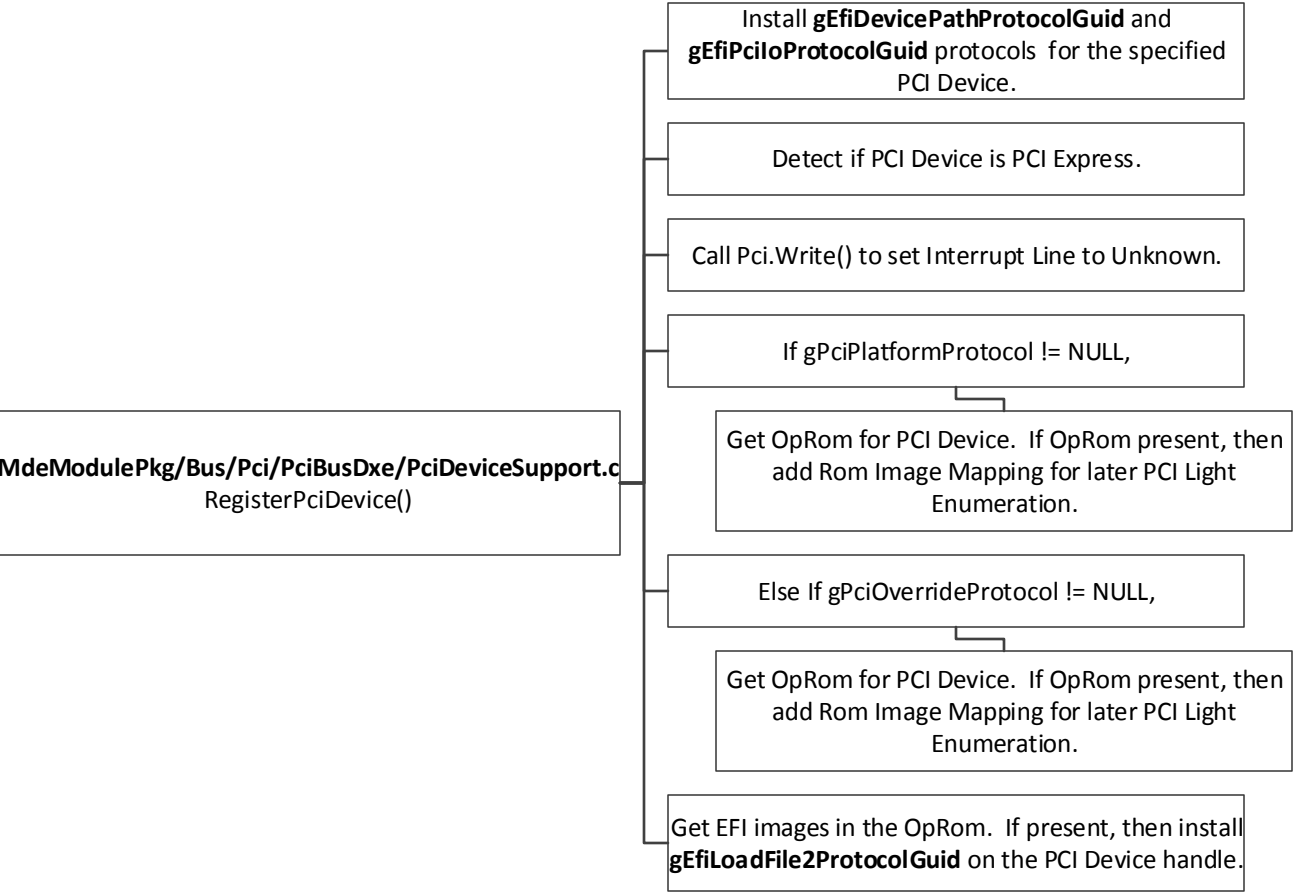 Install gEfiDevicePathProtocolGuid and
gEfiPciIoProtocolGuid protocols for the specified
PCI Device.
Detect if PCI Device is PCI Express.
Call Pci.Write() to set Interrupt Line to Unknown.
If gPciPlatformProtocol != NULL,
Get OpRom for PCI Device. If OpRom present, then
add Rom Image Mapping for later PCI Light
Enumeration.
MdeModulePkg/Bus/Pci/PciBusDxe/PciDeviceSupport.c
RegisterPciDevice()
Else If gPciOverrideProtocol != NULL,
Get OpRom for PCI Device. If OpRom present, then
add Rom Image Mapping for later PCI Light
Enumeration.
Get EFI images in the OpRom. If present, then install
gEfiLoadFile2ProtocolGuid on the PCI Device handle.